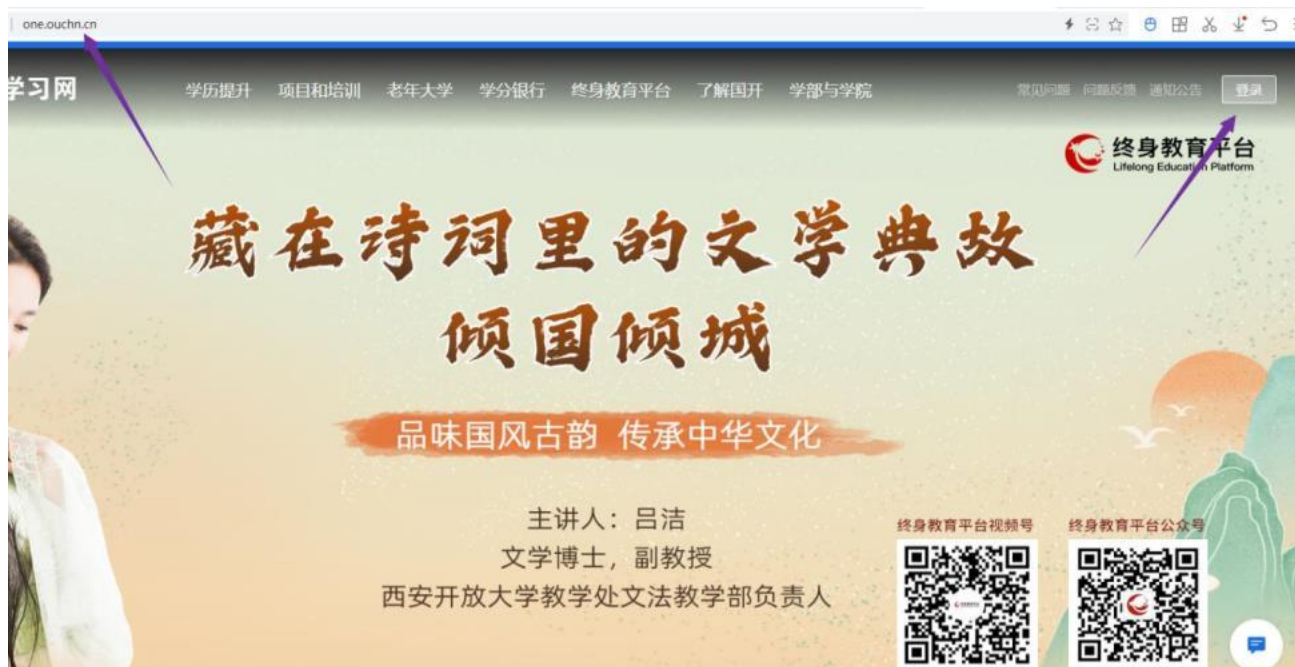 one.ouchn.cn
学习网 学历提升 项目和培训 老年大学 学分银行 终身教育平台 了解国开 学部与学院 常见问题 问题反馈 通知公告 登录
终身教育平台
Lifelong Education Platform
藏在诗词里的文学典故
倾国倾城
品味国风古韵 传承中华文化
主讲人：吕洁
文学博士，副教授
西安开放大学教学处文法教学部负责人
终身教育平台视频号 终身教育平台公众号